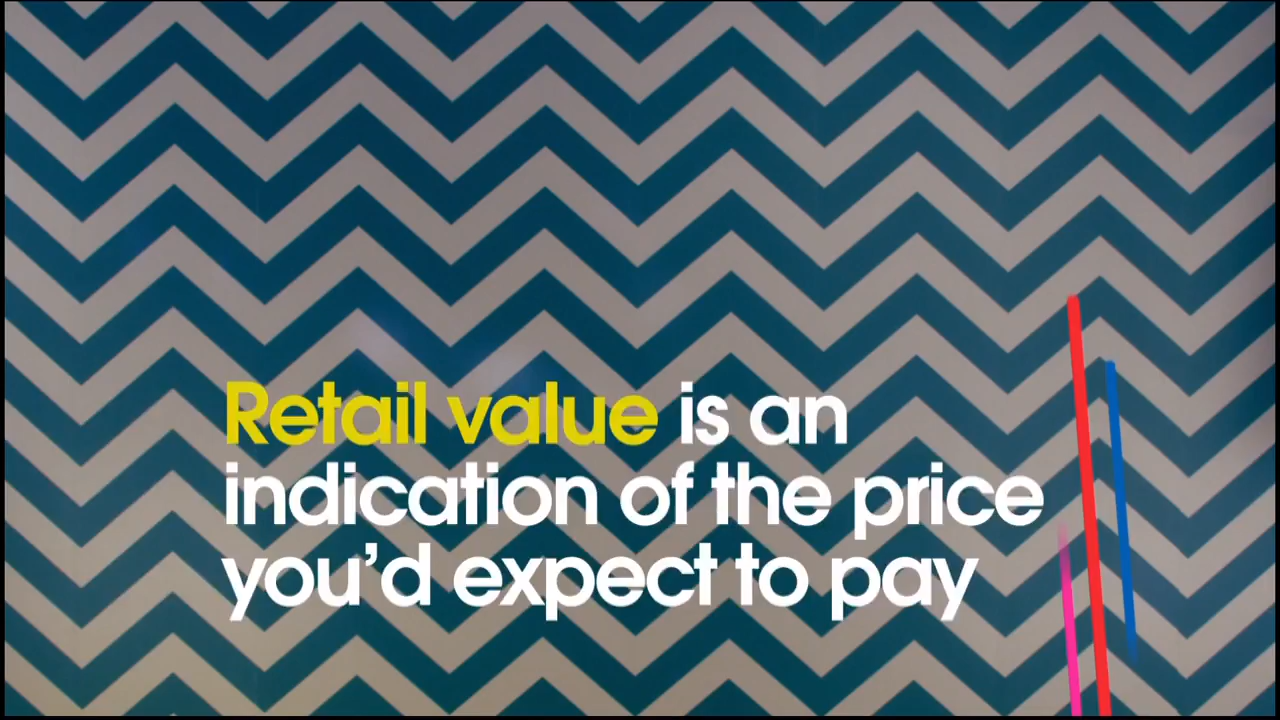 Retail value is an
indication of the price
you’d expect to pay